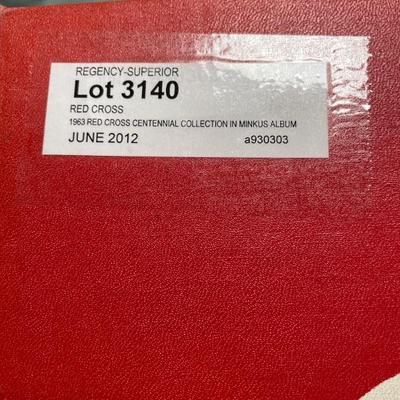 REGENCY-SUPERIOR
Lot 3140
RED CROSS
1963 RED CROSS CENTENNIAL COLLECTION IN MINKUS ALBUM
JUNE 2012 a930303